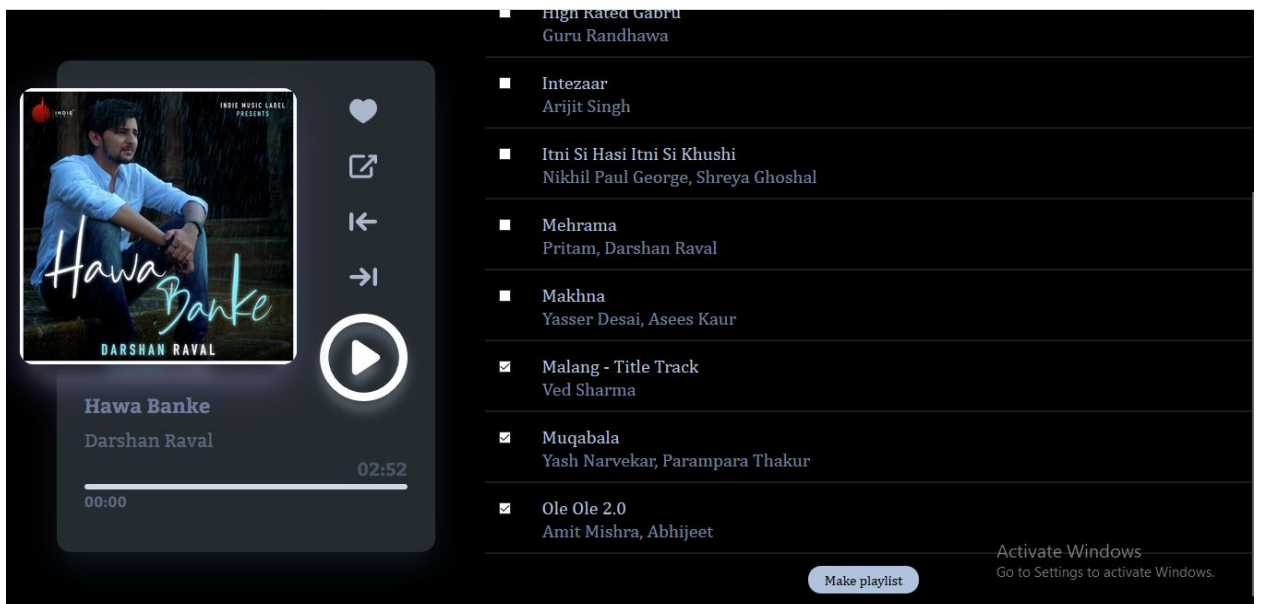 INDIE
INDIE MUSIC LABEL
PRESENTS
Hawa
Banke
DARSHAN RAVAL
Hawa Banke
Darshan Raval
02:52
00:00
High Rated Gabru
Guru Randhawa
Intezaar
Arijit Singh
Itni Si Hasi Itni Si Khushi
Nikhil Paul George, Shreya Ghoshal
Mehrama
Pritam, Darshan Raval
Makhna
Yasser Desai, Asees Kaur
Malang - Title Track
Ved Sharma
Muqabala
Yash Narvekar, Parampara Thakur
Ole Ole 2.0
Amit Mishra, Abhijeet
Make playlist
Activate Windows
Go to Settings to activate Windows.